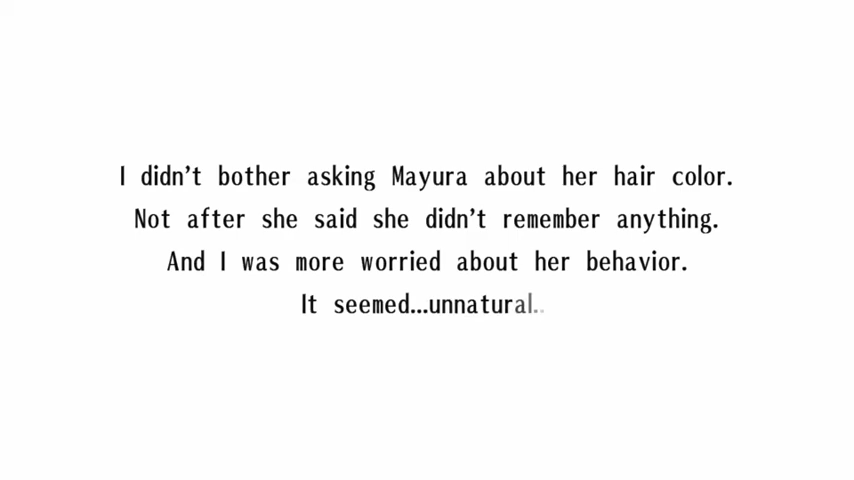 I didn't bother asking Mayura about her hair color.
Not after she said she didn't remember anything.
And I was more worried about her behavior.
It seemed...unnatural..